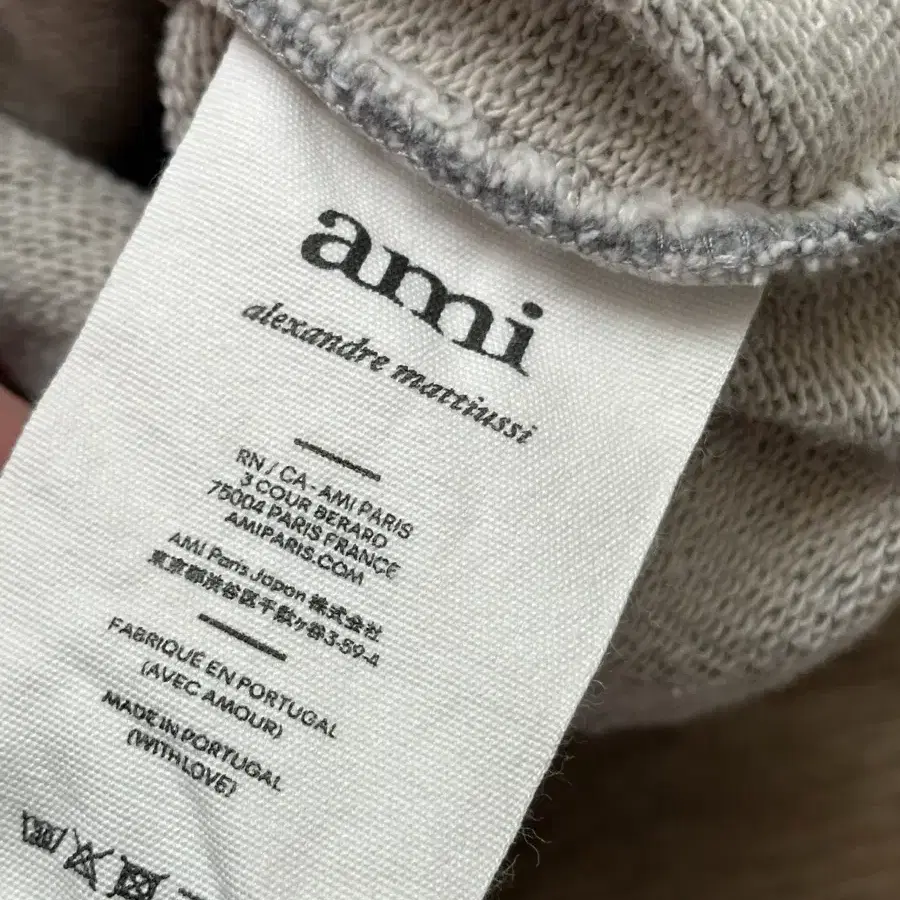 ami
alexandre mattiussi
RN / CA - AMI PARIS
3 COUR BERARD
75004 PARIS FRANCE
AMIPARIS.COM
AMI Paris Japan 株式会社
東京都渋谷区千駄ヶ谷3-59-4
FABRIQUÉ EN PORTUGAL
(AVEC AMOUR)
MADE IN PORTUGAL
(WITH LOVE)